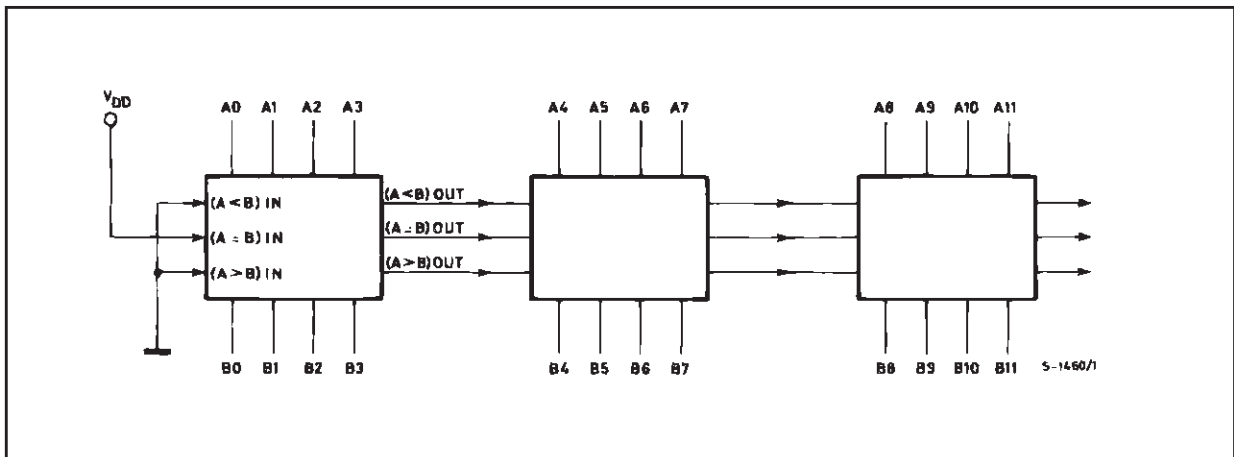 VDD
A0 A1 A2 A3
A4 A5 A6 A7
A8 A9 A10 A11
(A<B) IN
(A=B) IN
(A>B) IN
(A<B) OUT
(A=B) OUT
(A>B) OUT
B0 B1 B2 B3
B4 B5 B6 B7
B8 B9 B10 B11
S-1460/1